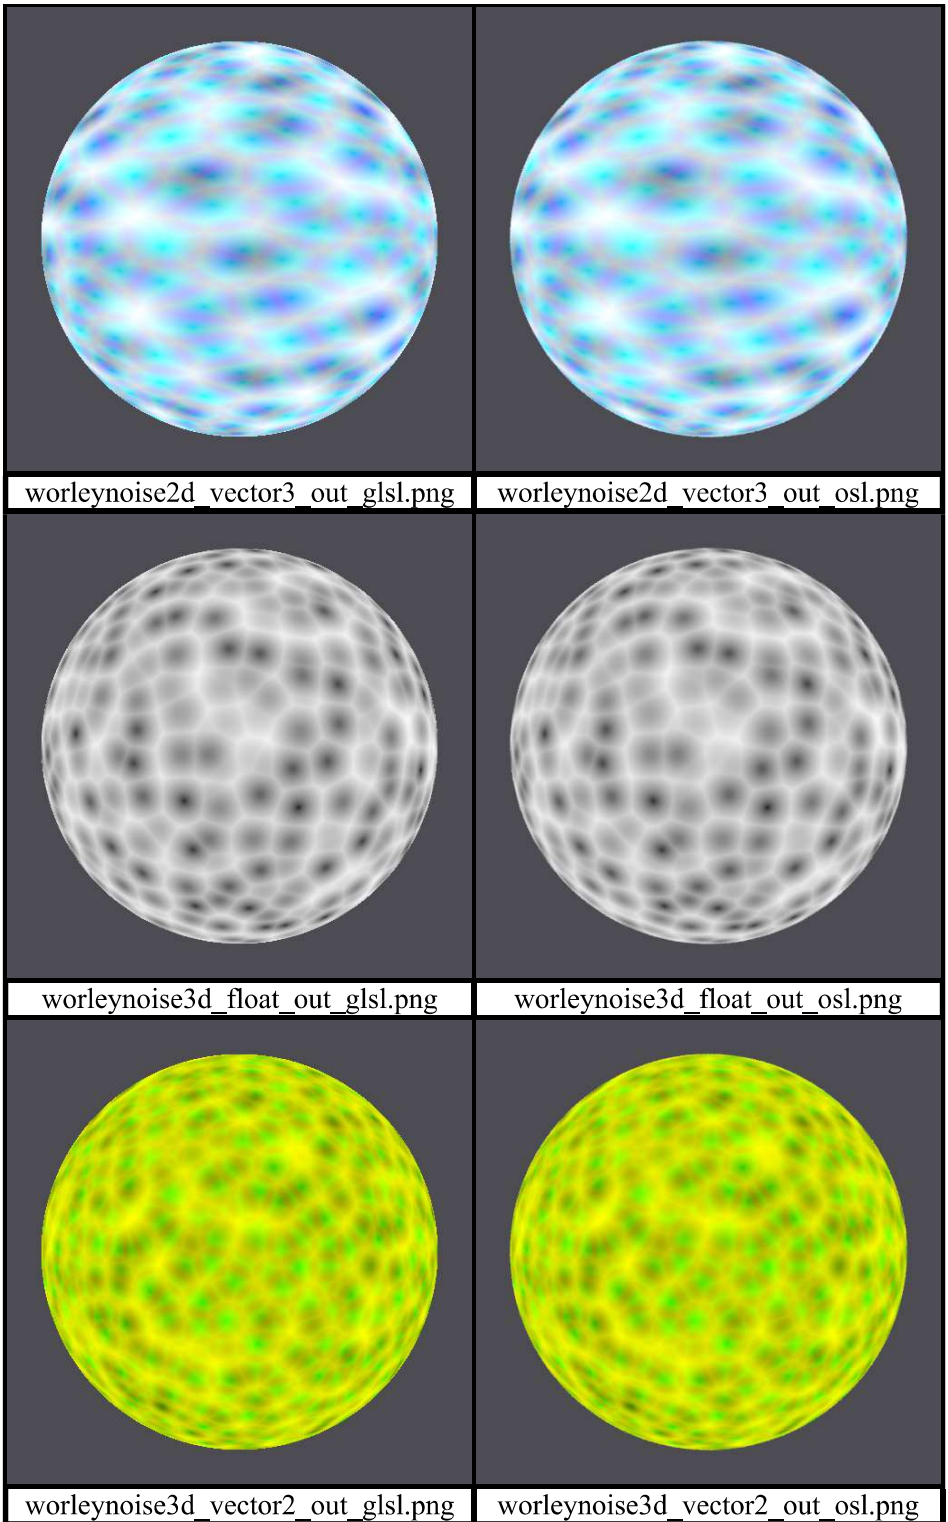 worleynoise2d_vector3_out_glsl.png
worleynoise2d_vector3_out_osl.png
worleynoise3d_float_out_glsl.png
worleynoise3d_float_out_osl.png
worleynoise3d_vector2_out_glsl.png
worleynoise3d_vector2_out_osl.png